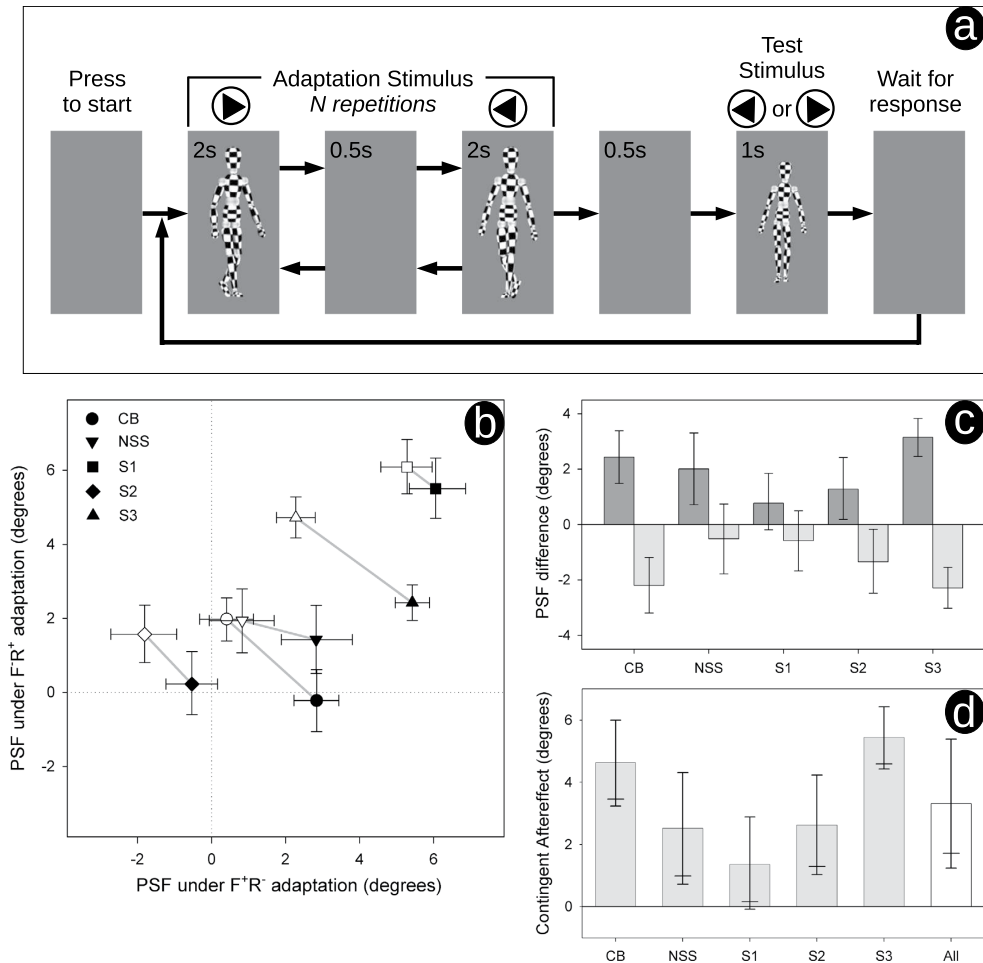 a
Press
to start
Adaptation Stimulus
N repetitions
Test
Stimulus
or
Wait for
response
2s
0.5s
2s
0.5s
1s
b
CB
NSS
S1
S2
S3
6
4
2
0
-2
-2
0
2
4
6
PSF under F⁻R⁺ adaptation (degrees)
PSF under F⁺R⁻ adaptation (degrees)
c
4
2
0
-2
-4
PSF difference (degrees)
CB
NSS
S1
S2
S3
d
6
4
2
0
Contingent Aftereffect (degrees)
CB
NSS
S1
S2
S3
All